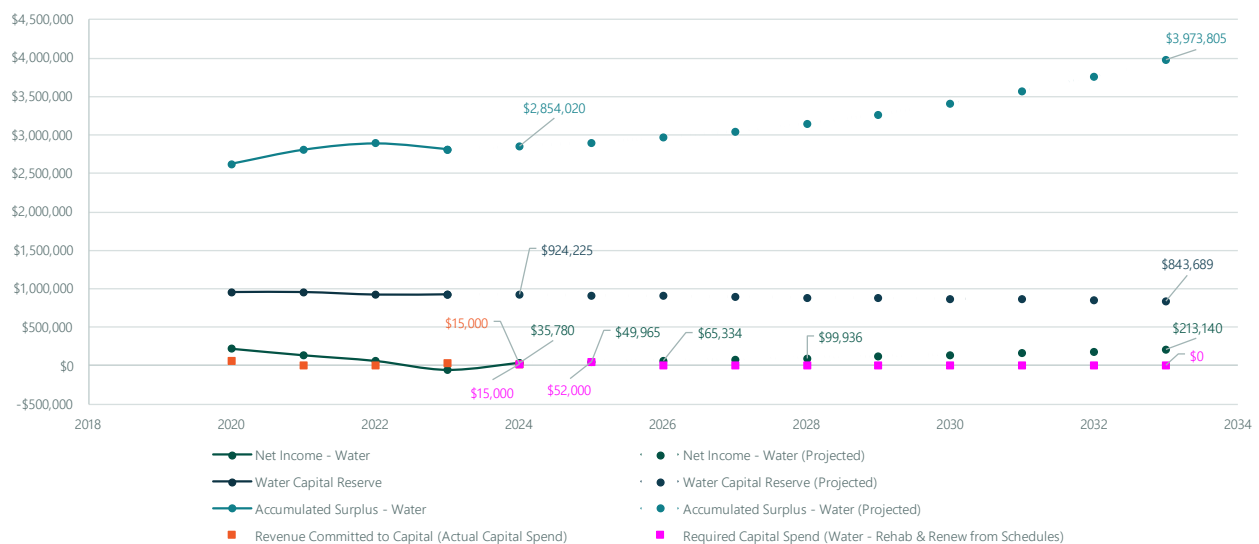 $4,500,000
$4,000,000
$3,500,000
$3,000,000
$2,500,000
$2,000,000
$1,500,000
$1,000,000
$500,000
$0
-$500,000
$3,973,805
$2,854,020
$924,225
$843,689
$15,000
$35,780
$49,965
$65,334
$99,936
$213,140
$0
$15,000
$52,000
2018 2020 2022 2024 2026 2028 2030 2032 2034
Net Income - Water
Net Income - Water (Projected)
Water Capital Reserve
Water Capital Reserve (Projected)
Accumulated Surplus - Water
Accumulated Surplus - Water (Projected)
Revenue Committed to Capital (Actual Capital Spend)
Required Capital Spend (Water - Rehab & Renew from Schedules)